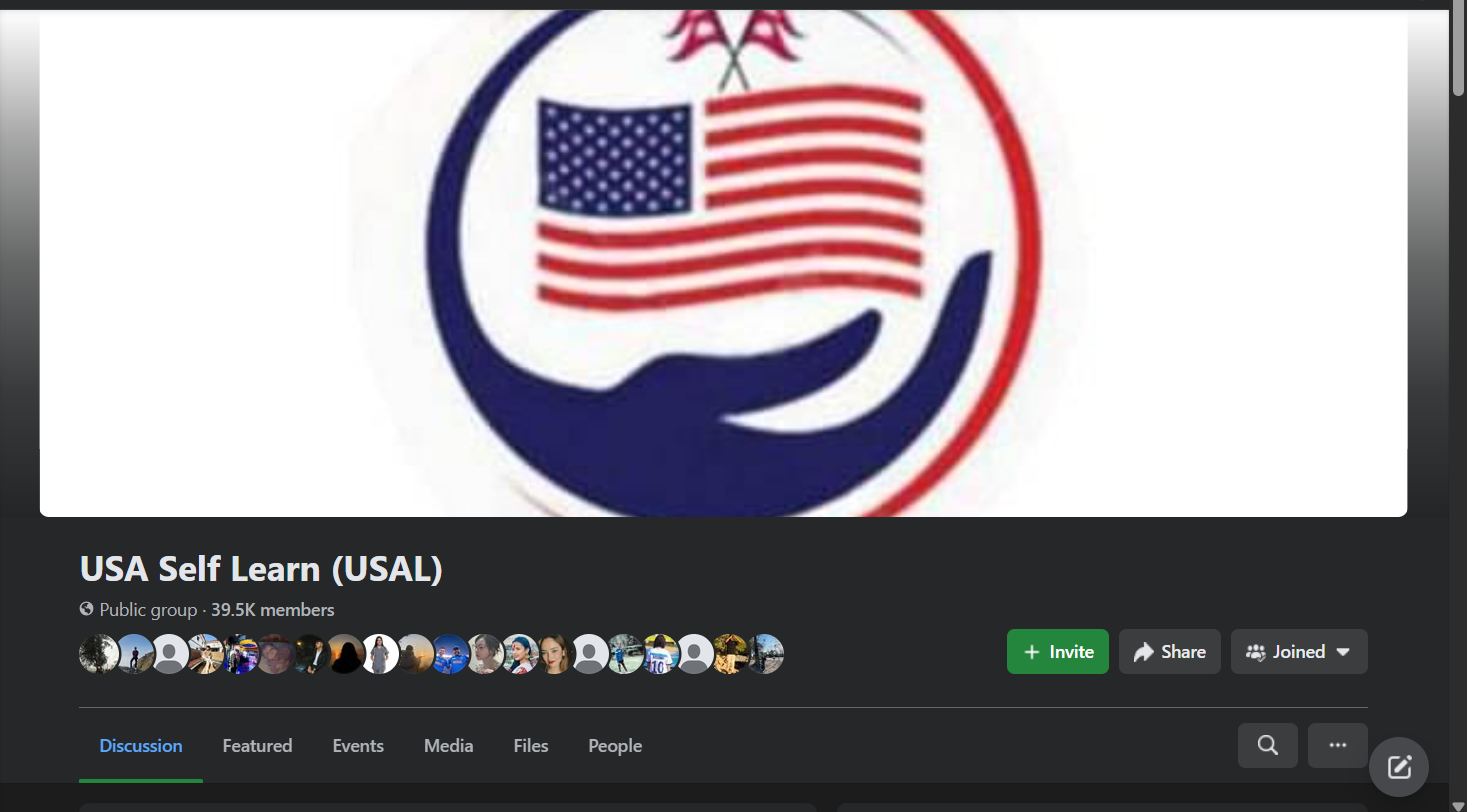 USA Self Learn (USAL)
Public group · 39.5K members
+ Invite
Share
Joined
Discussion
Featured
Events
Media
Files
People